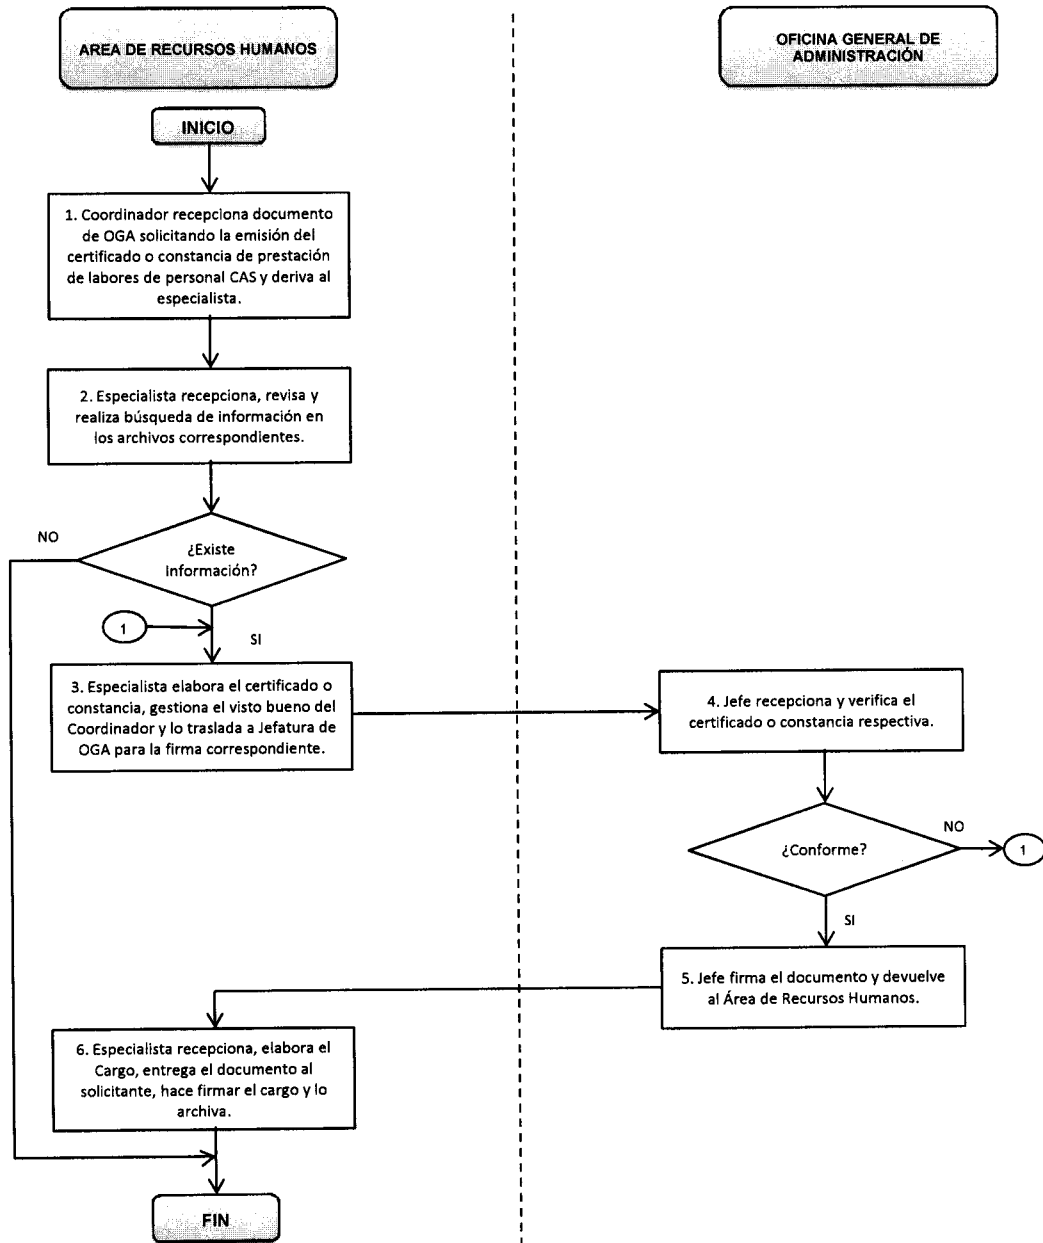 AREA DE RECURSOS HUMANOS
OFICINA GENERAL DE
ADMINISTRACIÓN
INICIO
1. Coordinador recepciona documento
de OGA solicitando la emisión del
certificado o constancia de prestación
de labores de personal CAS y deriva al
especialista.
2. Especialista recepciona, revisa y
realiza búsqueda de información en
los archivos correspondientes.
NO
¿Existe
Información?
1
SI
3. Especialista elabora el certificado o
constancia, gestiona el visto bueno del
Coordinador y lo traslada a Jefatura de
OGA para la firma correspondiente.
4. Jefe recepciona y verifica el
certificado o constancia respectiva.
¿Conforme?
NO
1
SI
5. Jefe firma el documento y devuelve
al Área de Recursos Humanos.
6. Especialista recepciona, elabora el
Cargo, entrega el documento al
solicitante, hace firmar el cargo y lo
archiva.
FIN